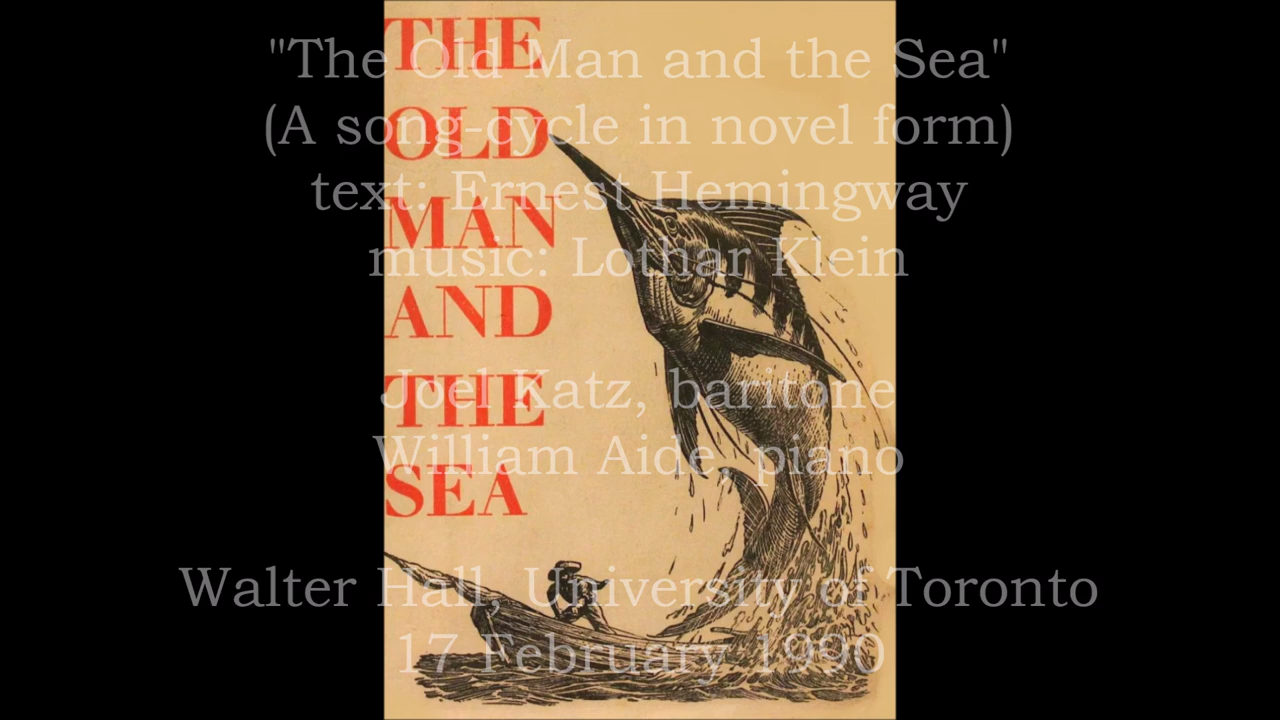 THE
OLD
MAN
AND
THE
SEA
"The Old Man and the Sea"
(A song-cycle in novel form)
text: Ernest Hemingway
music: Lothar Klein
Joel Katz, baritone
William Aide, piano
Walter Hall, University of Toronto
17 February 1990